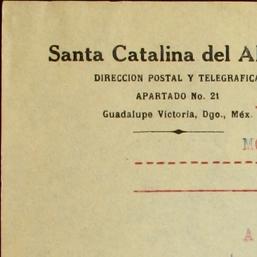 Santa Catalina del
DIRECCION POSTAL Y TELEGRAFICA
APARTADO No. 21
Guadalupe Victoria, Dgo., Méx.